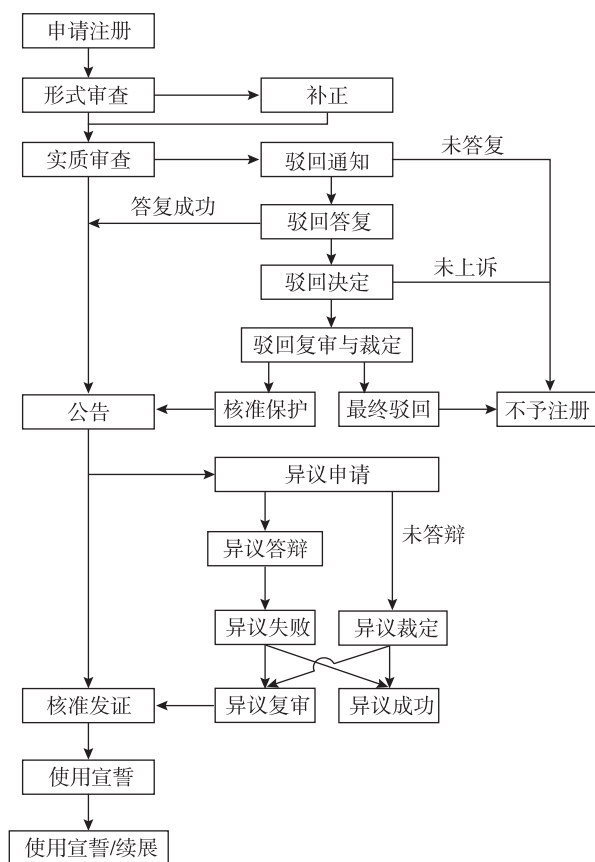 申请注册
形式审查
补正
实质审查
驳回通知
未答复
答复成功
驳回答复
驳回决定
未上诉
驳回复审与裁定
公告
核准保护
最终驳回
不予注册
异议申请
异议答辩
未答辩
异议失败
异议裁定
核准发证
异议复审
异议成功
使用宣誓
使用宣誓/续展